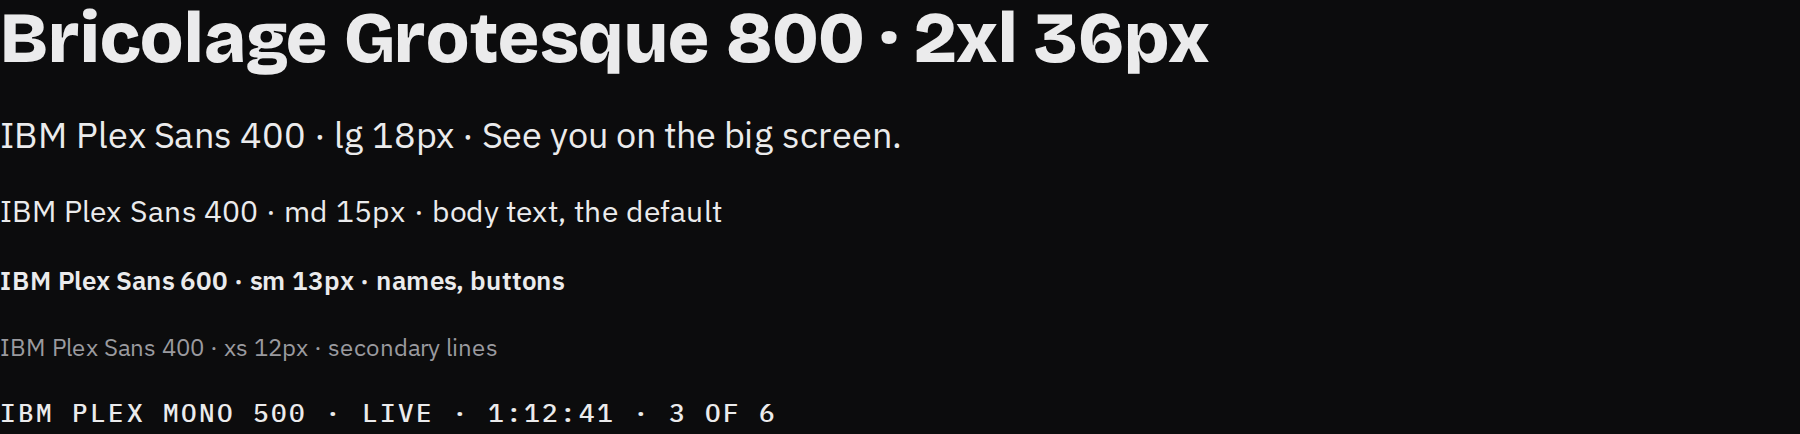 Bricolage Grotesque 800 · 2xl 36px
IBM Plex Sans 400 · lg 18px · See you on the big screen.
IBM Plex Sans 400 · md 15px · body text, the default
IBM Plex Sans 600 · sm 13px · names, buttons
IBM Plex Sans 400 · xs 12px · secondary lines
IBM PLEX MONO 500 · LIVE · 1:12:41 · 3 OF 6